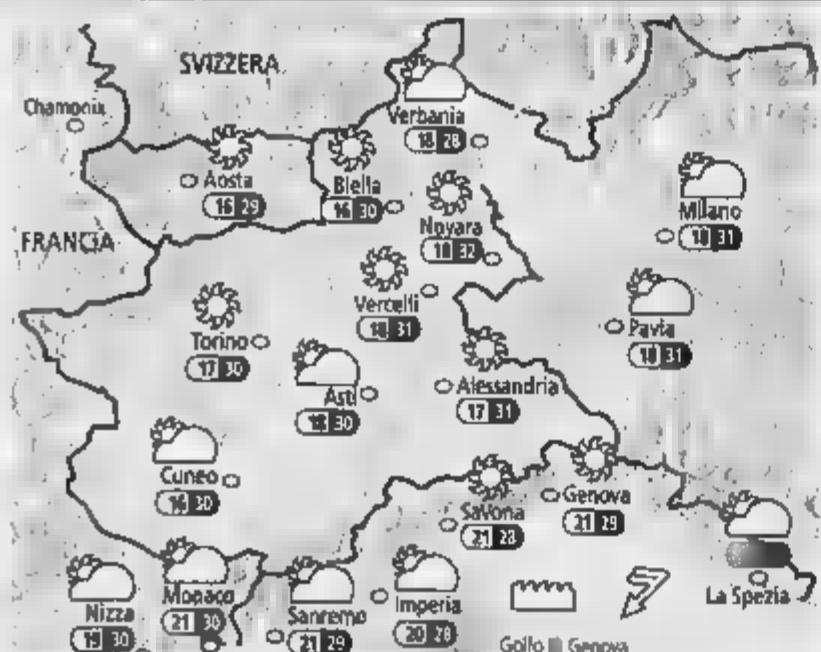 SVIZZERA
Chamonix
Verbania
18 28
Aosta
16 29
Biella
16 30
Novara
18 32
Milano
18 31
FRANCIA
Vercelli
18 31
Torino
17 30
Pavia
18 31
Asti
18 30
Alessandria
17 31
Cuneo
16 30
Savona
21 28
Genova
21 29
La Spezia
Nizza
19 30
Monaco
21 30
Sanremo
21 29
Imperia
20 28
Golfo
Genova